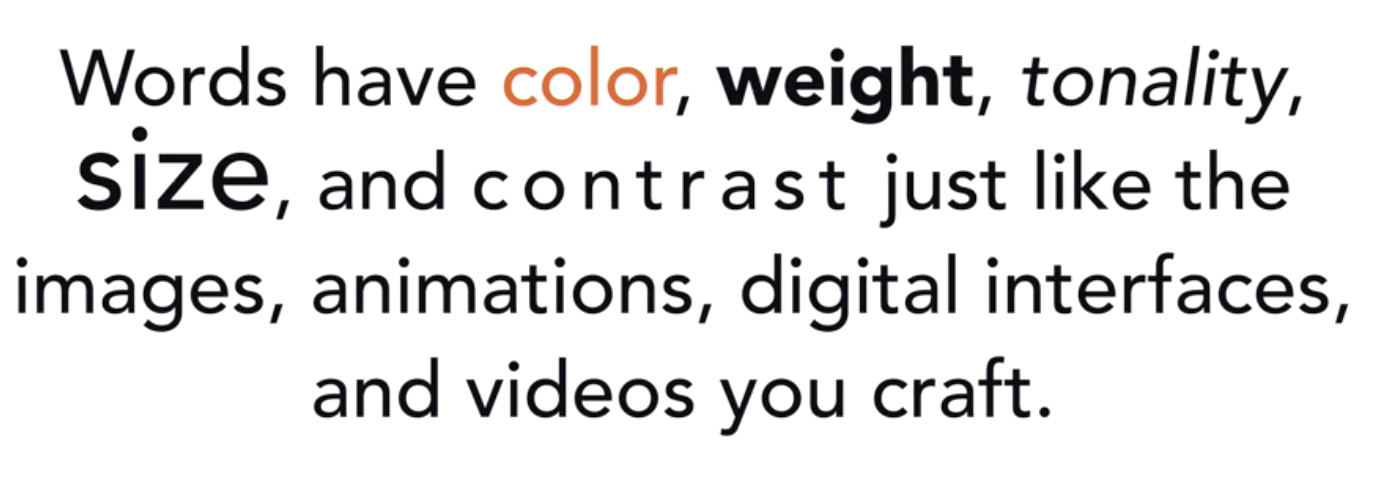 Words have color, weight, tonality,
size, and contrast just like the
images, animations, digital interfaces,
and videos you craft.